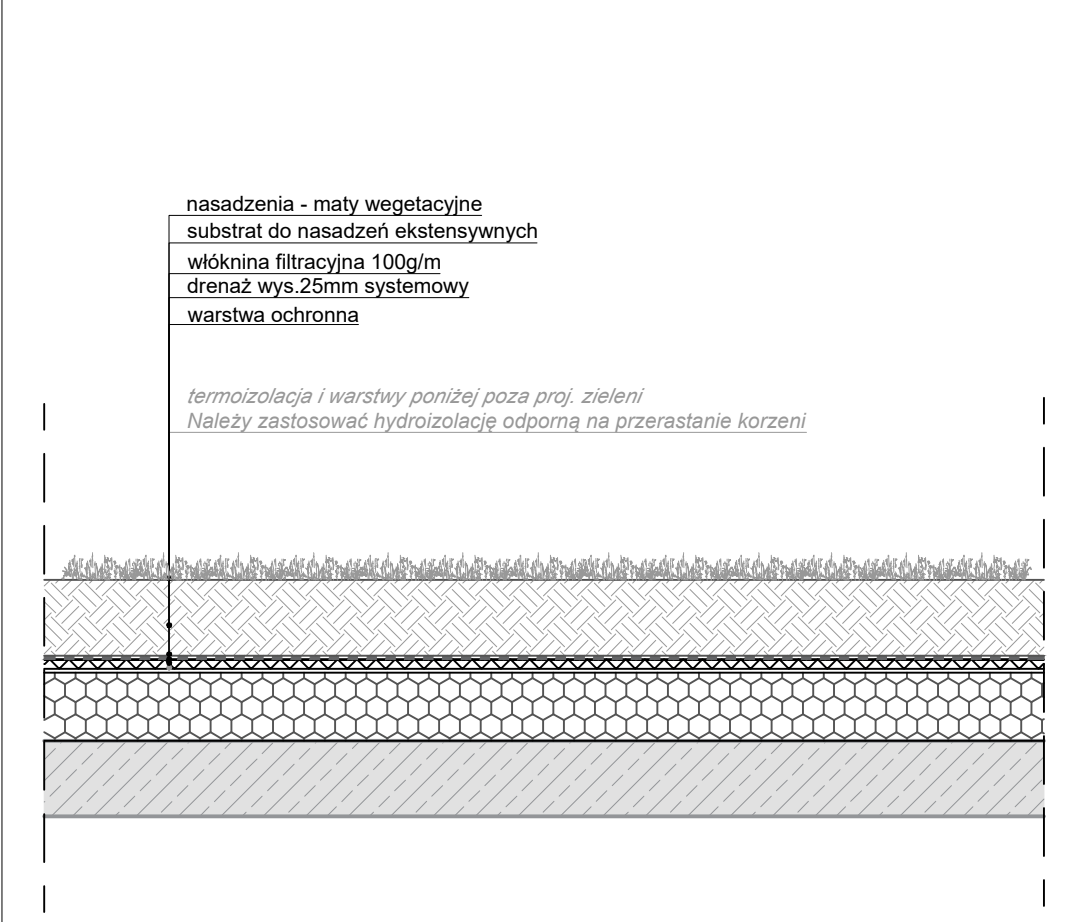 nasadzenia - maty wegetacyjne
substrat do nasadzeń ekstensywnych
włóknina filtracyjna 100g/m
drenaż wys.25mm systemowy
warstwa ochronna
termoizolacja i warstwy poniżej poza proj. zieleni
Należy zastosować hydroizolację odporną na przerastanie korzeni